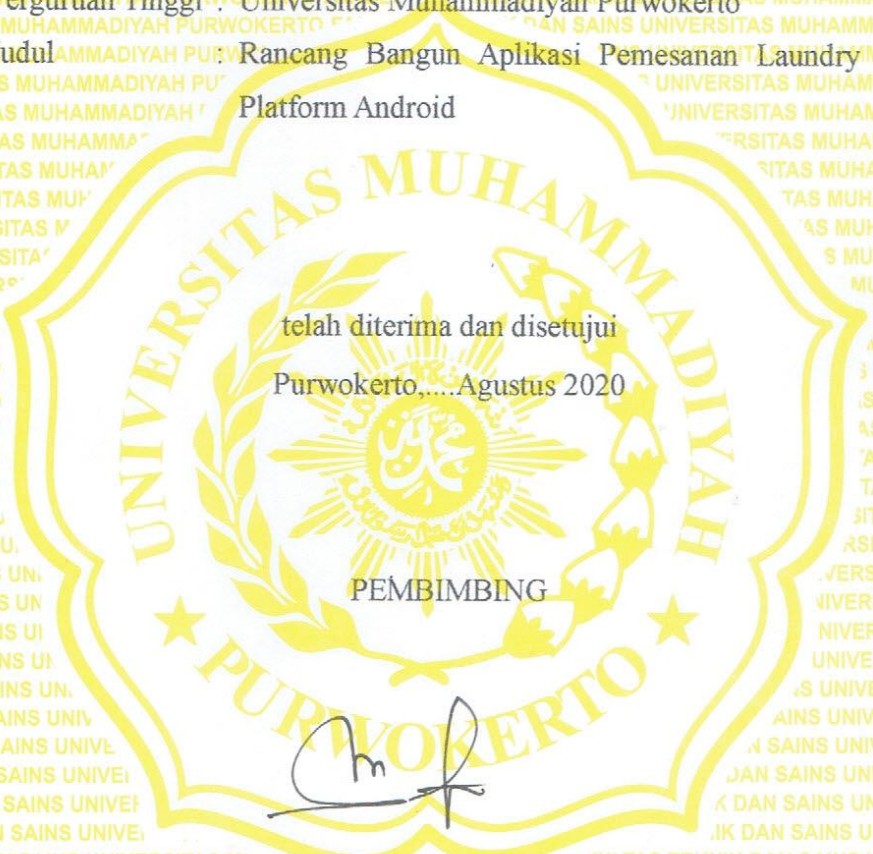 Perguruan Tinggi : Universitas Muhammadiyah Purwokerto
udul : Rancang Bangun Aplikasi Pemesanan Laundry
Platform Android
UNIVERSITAS MUHAMMADIYAH
telah diterima dan disetujui
Purwokerto,....Agustus 2020
PEMBIMBING
PURWOKERTO